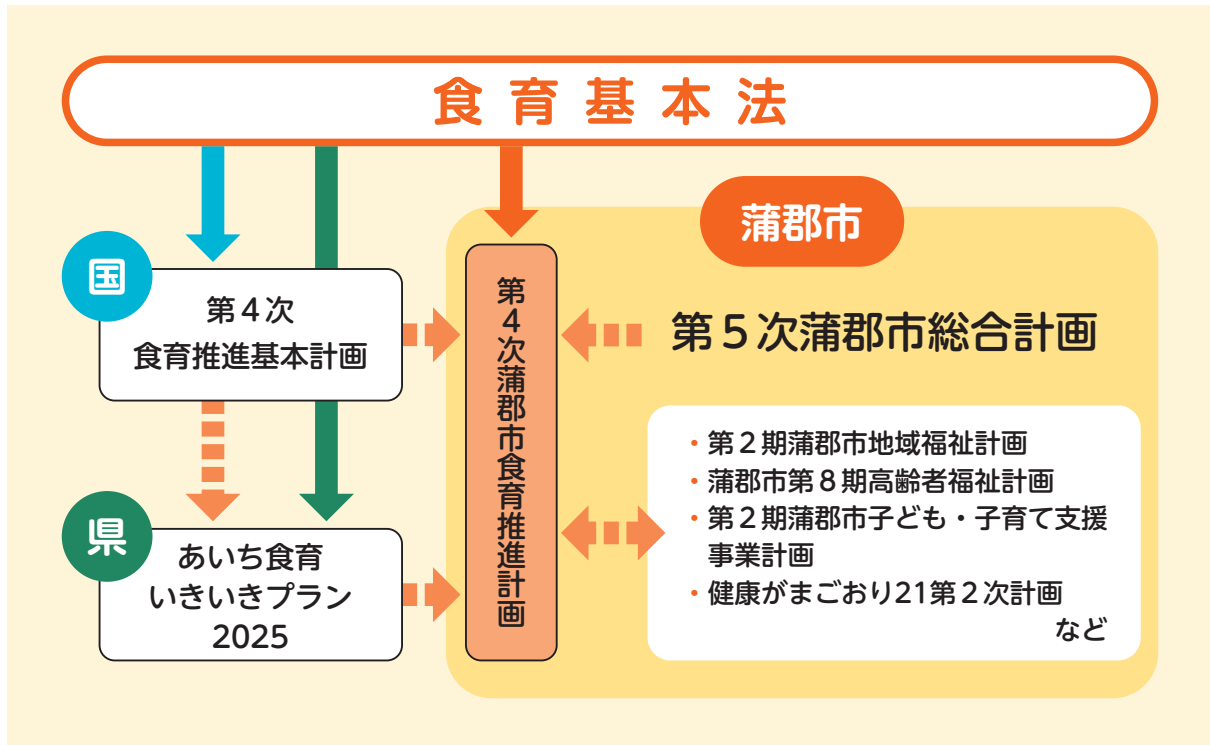 食育基本法
国
第４次
食育推進基本計画
県
あいち食育
いきいきプラン
2025
第４次蒲郡市食育推進計画
蒲郡市
第５次蒲郡市総合計画
・第２期蒲郡市地域福祉計画
・蒲郡市第８期高齢者福祉計画
・第２期蒲郡市子ども・子育て支援
事業計画
・健康がまごおり21第２次計画
など